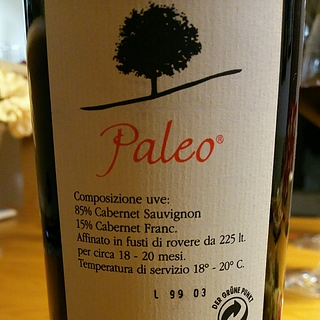 Paleo®
Composizione uve:
85% Cabernet Sauvignon
15% Cabernet Franc.
Affinato in fusti di rovere da 225 lt.
per circa 18 - 20 mesi.
Temperatura di servizio 18° - 20° C.
L 99 03
DER GRÜNE PUNKT